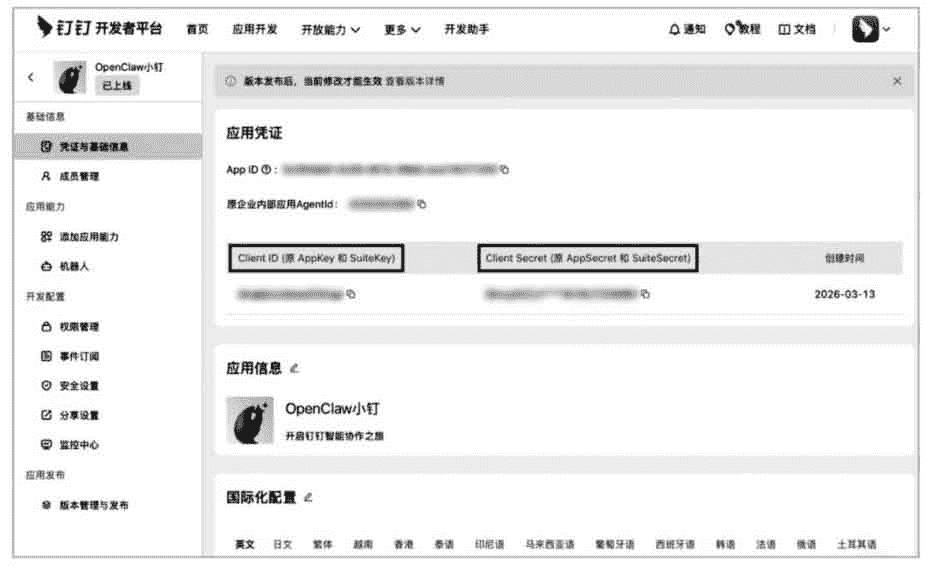 钉钉 开发者平台 首页 应用开发 开放能力 更多 开发助手 通知 教程 文档
OpenClaw小钉
已上线
基础信息
凭证与基础信息
成员管理
应用能力
添加应用能力
机器人
开发配置
权限管理
事件订阅
安全设置
分享设置
监控中心
应用发布
版本管理与发布
版本发布后，当前修改才能生效 查看版本详情
应用凭证
App ID ? :
原企业内部应用AgentId :
Client ID (原 AppKey 和 SuiteKey) Client Secret (原 AppSecret 和 SuiteSecret) 创建时间
2026-03-13
应用信息
OpenClaw小钉
开启钉钉智能协作之旅
国际化配置
英文 日文 繁体 越南 香港 泰语 印尼语 马来西亚语 葡萄牙语 西班牙语 韩语 法语 俄语 土耳其语